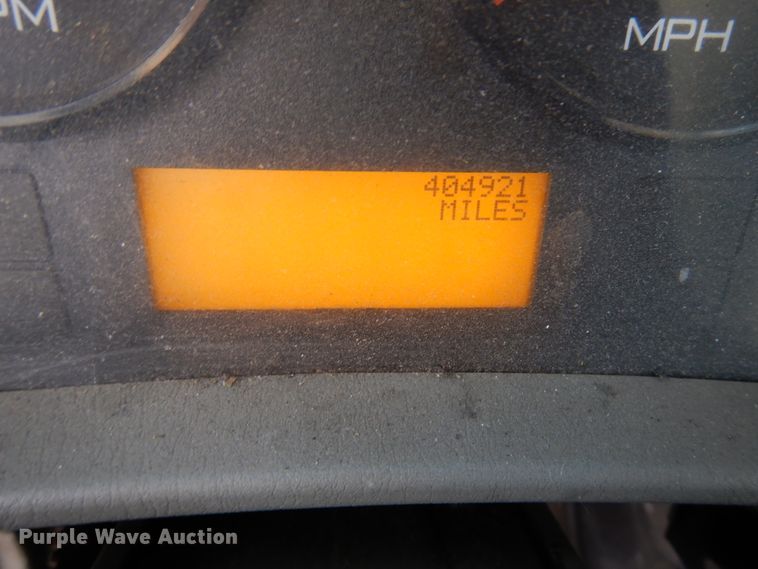 PM
MPH
404921
MILES
Purple Wave Auction